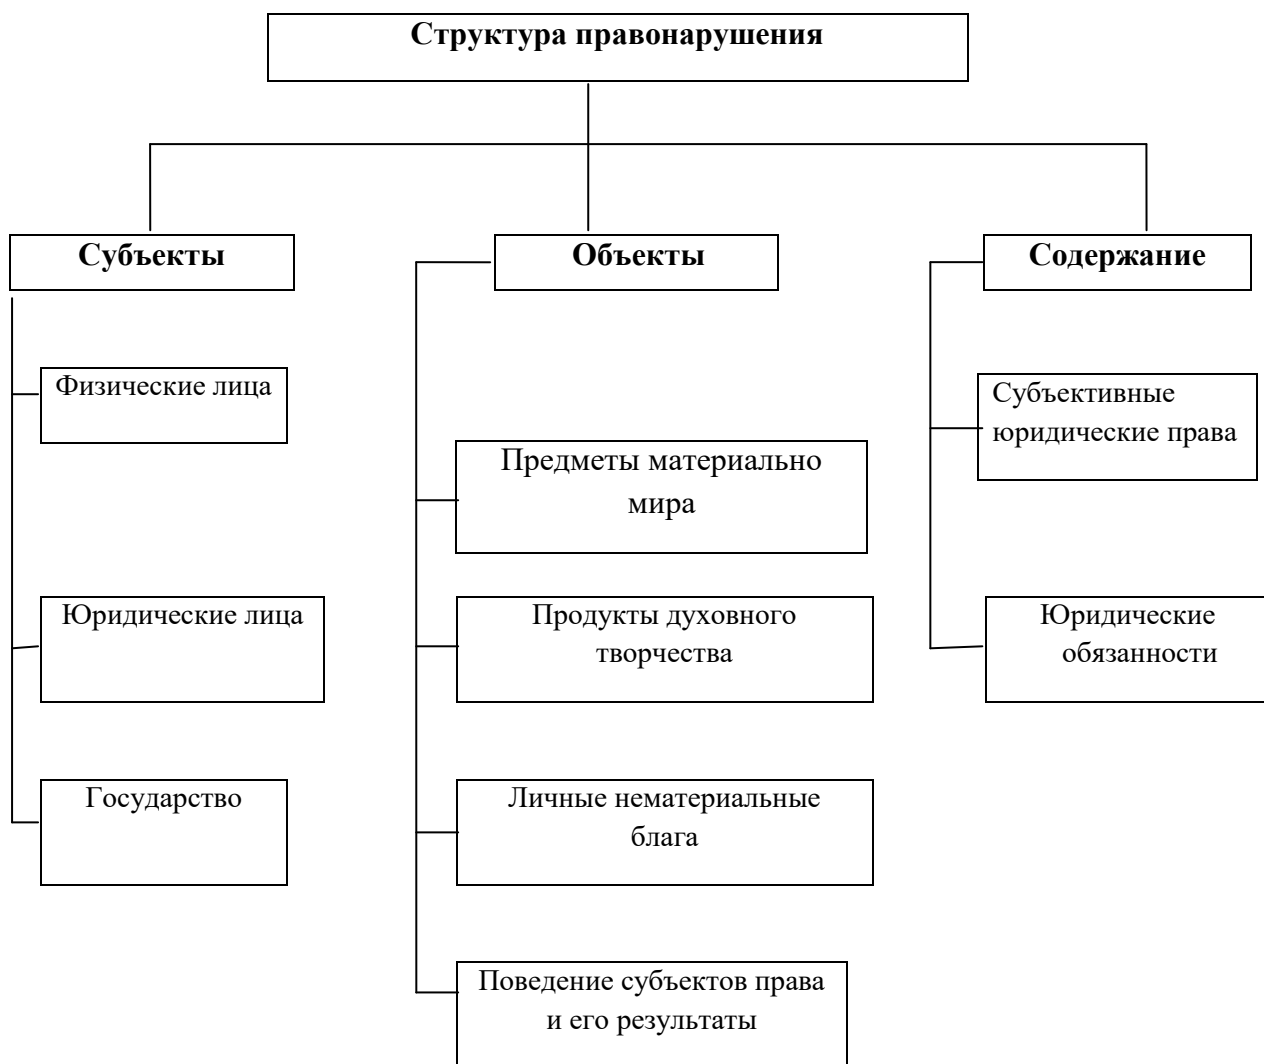 Структура правонарушения
Субъекты
Объекты
Содержание
Физические лица
Субъективные
юридические права
Предметы материально
мира
Юридические лица
Продукты духовного
творчества
Юридические
обязанности
Государство
Личные нематериальные
блага
Поведение субъектов права
и его результаты